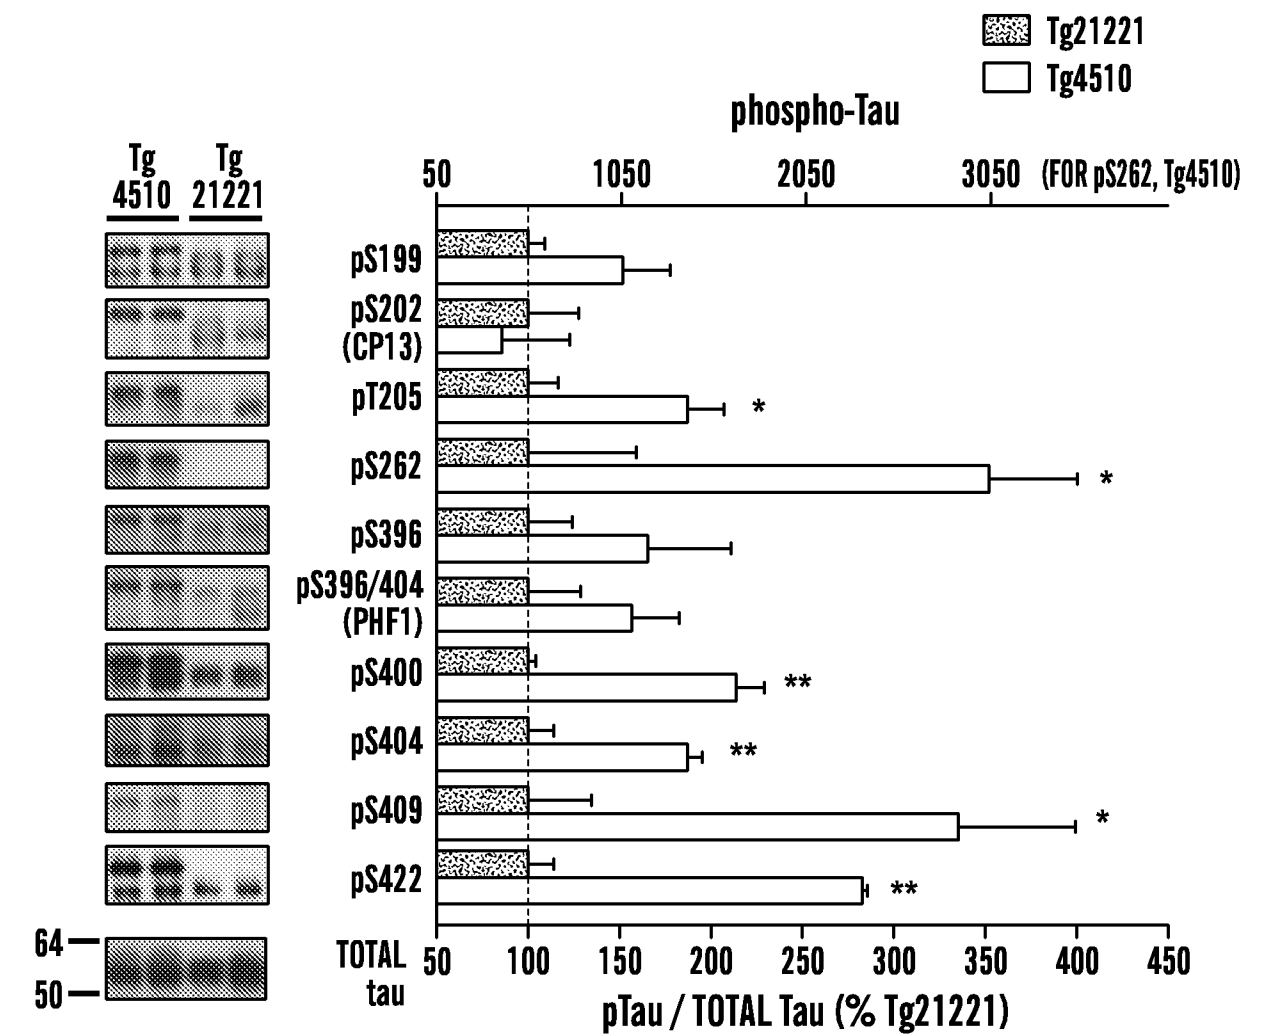 Tg21221
Tg4510
phospho-Tau
Tg
4510
Tg
21221
50 1050 2050 3050 (FOR pS262, Tg4510)
pS199
pS202
(CP13)
pT205
*
pS262
*
pS396
pS396/404
(PHF1)
pS400
**
pS404
**
pS409
*
pS422
**
64
50
TOTAL
tau
50 100 150 200 250 300 350 400 450
pTau / TOTAL Tau (% Tg21221)